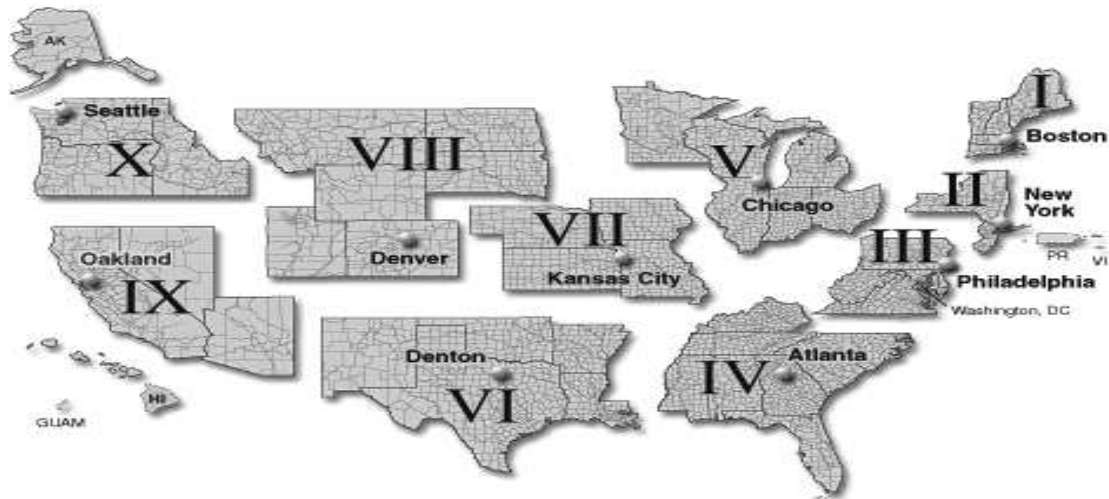 AK
Seattle
X
VIII
V
Chicago
I
Boston
II
New
York
PR
VI
III
Philadelphia
Washington, DC
Oakland
IX
Denver
VII
Kansas City
HI
GUAM
Denton
VI
Atlanta
IV